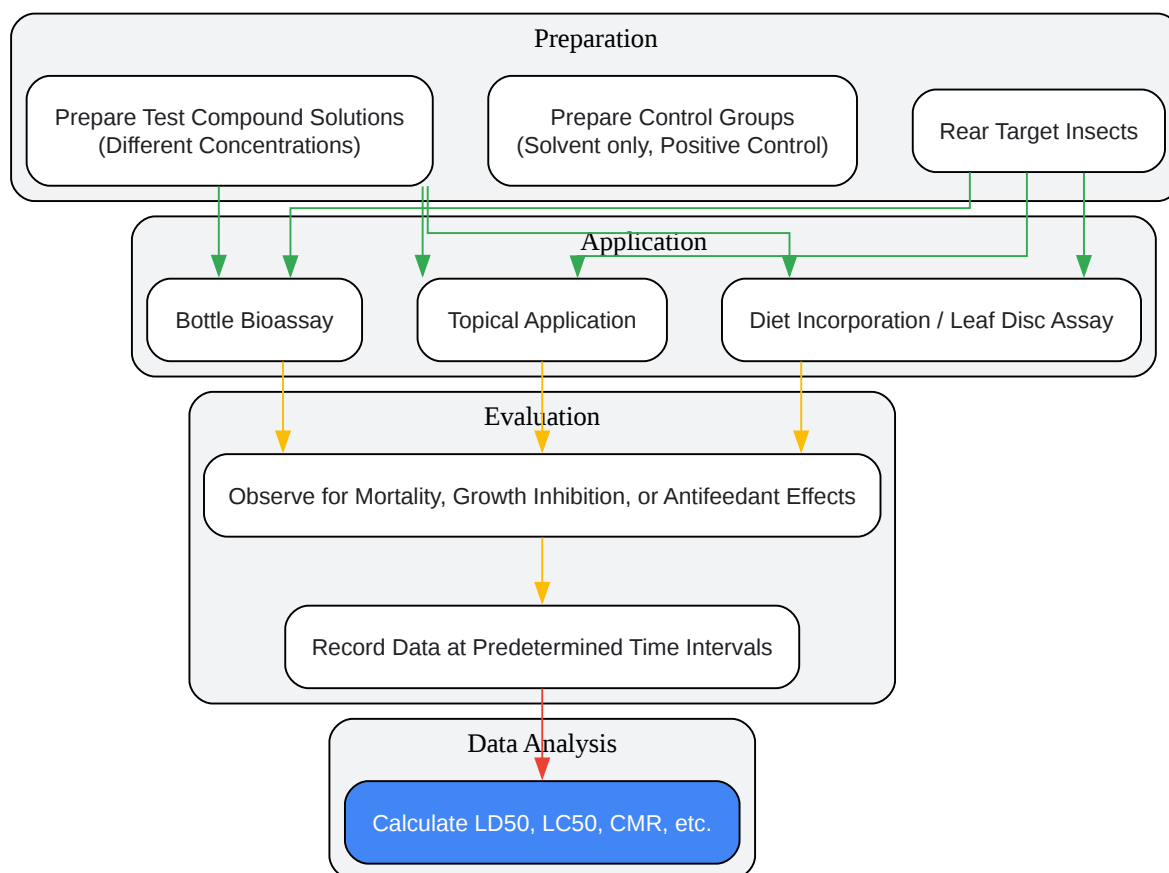 Preparation
Prepare Test Compound Solutions
(Different Concentrations)
Prepare Control Groups
(Solvent only, Positive Control)
Rear Target Insects
Application
Bottle Bioassay
Topical Application
Diet Incorporation / Leaf Disc Assay
Evaluation
Observe for Mortality, Growth Inhibition, or Antifeedant Effects
Record Data at Predetermined Time Intervals
Data Analysis
Calculate LD50, LC50, CMR, etc.